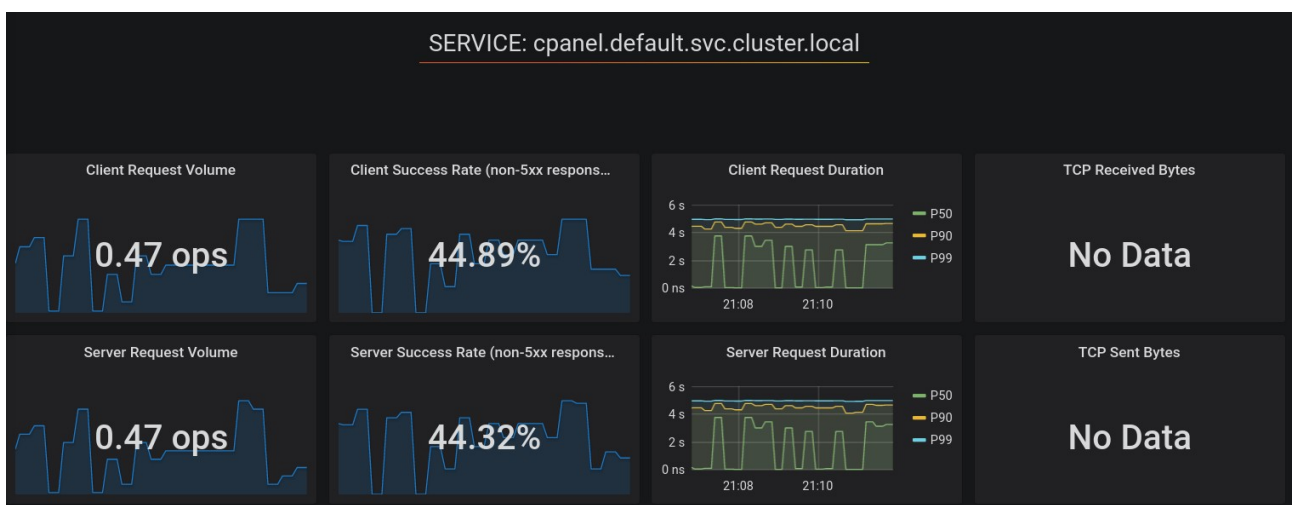 SERVICE: cpanel.default.svc.cluster.local
Client Request Volume
0.47 ops
Client Success Rate (non-5xx respons...
44.89%
Client Request Duration
6 s
4 s
2 s
0 ns
21:08
21:10
P50
P90
P99
TCP Received Bytes
No Data
Server Request Volume
0.47 ops
Server Success Rate (non-5xx respons...
44.32%
Server Request Duration
6 s
4 s
2 s
0 ns
21:08
21:10
P50
P90
P99
TCP Sent Bytes
No Data